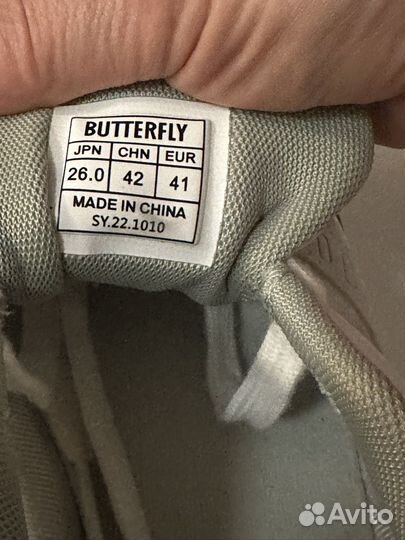 BUTTERFLY
JPN CHN EUR
26.0 42 41
MADE IN CHINA
SY.22.1010
Avito